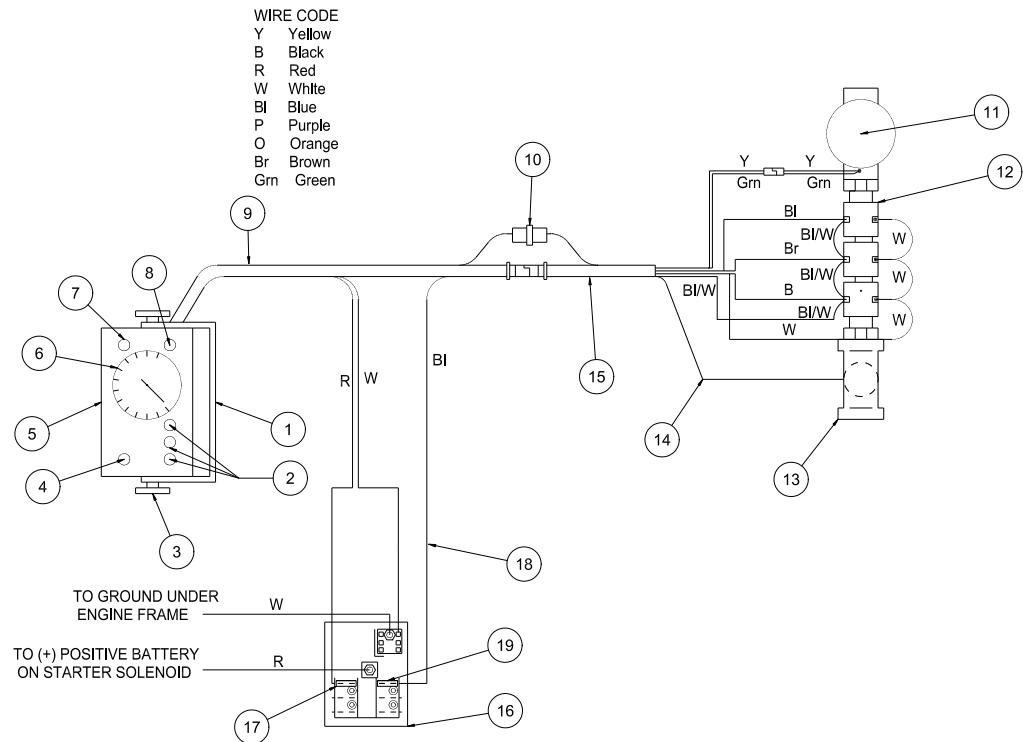 WIRE CODE
Y Yellow
B Black
R Red
W White
Bl Blue
P Purple
O Orange
Br Brown
Grn Green
11
10
Y Y
Grn Grn
12
9
Bl
W
Bl/W
8
7
Br
W
6
Bl/W
Bl/W
B
Bl/W
W
W
R W
Bl
15
1
5
14
4
2
13
3
18
TO GROUND UNDER
ENGINE FRAME
W
19
TO (+) POSITIVE BATTERY
ON STARTER SOLENOID
R
17
16